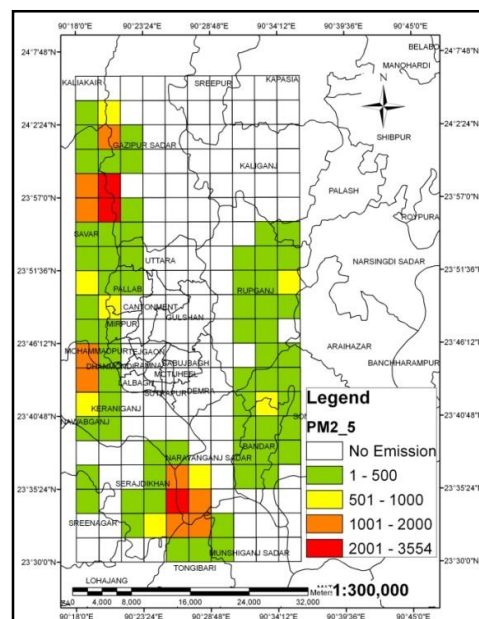 90°18'0"E 90°23'24"E 90°28'48"E 90°34'12"E 90°39'36"E 90°45'0"E
24°7'48"N
24°7'48"N
BELABO
MANOHARDI
KALIAKAIR
SREEPUR
KAPASIA
N
24°2'24"N
24°2'24"N
SHIBPUR
GAZIPUR SADAR
KALIGANJ
PALASH
23°57'0"N
23°57'0"N
ROYPURA
SAVAR
UTTARA
NARSINGDI SADAR
23°51'36"N
23°51'36"N
PALLAB
RUPGANJ
CANTONMENT
GULSHAN
MIRPUR
23°46'12"N
23°46'12"N
ARAIHAZAR
MOHAMMADPUR
TEJGAON
BANCHHARAMPUR
DHANMONDI
RAMNA
SABUJBAGH
MOTIJHEEL
LALBAGH
SUTRAPUR
DEMRA
KERANIGANJ
23°40'48"N
23°40'48"N
NAWABGANJ
SO
BANDAR
NARAYANGANJ SADAR
SERAJDIKHAN
23°35'24"N
23°35'24"N
SREENAGAR
MUNSHIGANJ SADAR
23°30'0"N
23°30'0"N
TONGIBARI
LOHAJANG
Legend
PM2_5
No Emission
1 - 500
501 - 1000
1001 - 2000
2001 - 3554
1:300,000
Meters
0 4,000 8,000 16,000 24,000 32,000
90°18'0"E 90°23'24"E 90°28'48"E 90°34'12"E 90°39'36"E 90°45'0"E